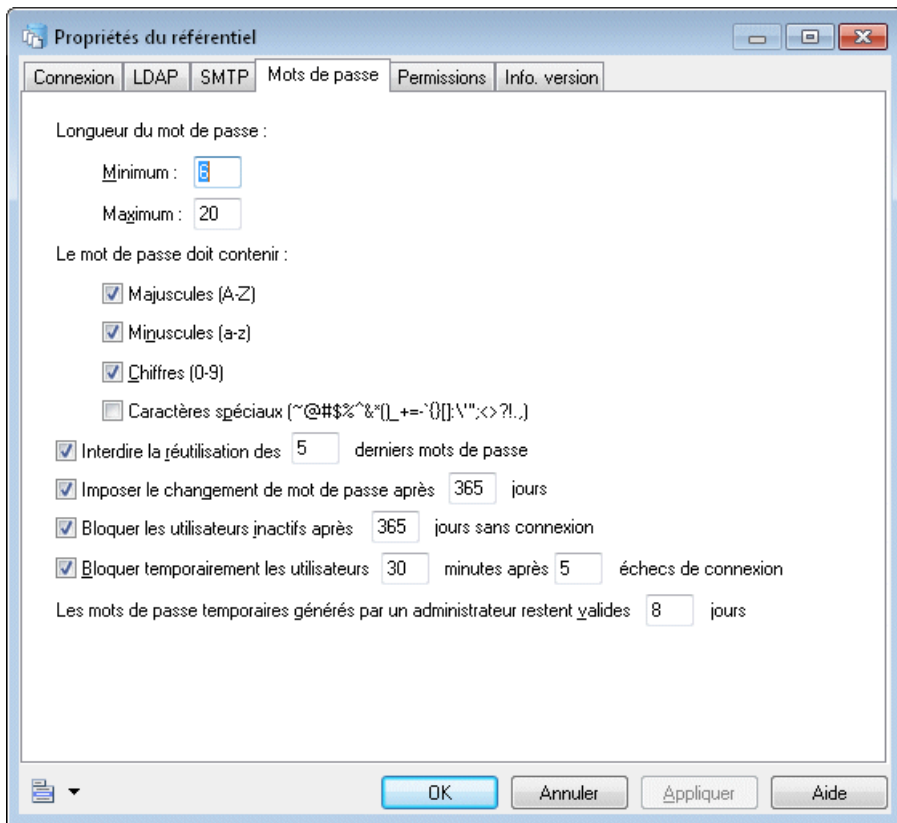 Propriétés du référentiel
Connexion LDAP SMTP Mots de passe Permissions Info. version
Longueur du mot de passe :
Minimum : 6
Maximum : 20
Le mot de passe doit contenir :
Majuscules (A-Z)
Minuscules (a-z)
Chiffres (0-9)
Caractères spéciaux (~@#$%^&*()_+=-`{}[]:\'";<>?!.,)
Interdire la réutilisation des 5 derniers mots de passe
Imposer le changement de mot de passe après 365 jours
Bloquer les utilisateurs inactifs après 365 jours sans connexion
Bloquer temporairement les utilisateurs 30 minutes après 5 échecs de connexion
Les mots de passe temporaires générés par un administrateur restent valides 8 jours
OK Annuler Appliquer Aide